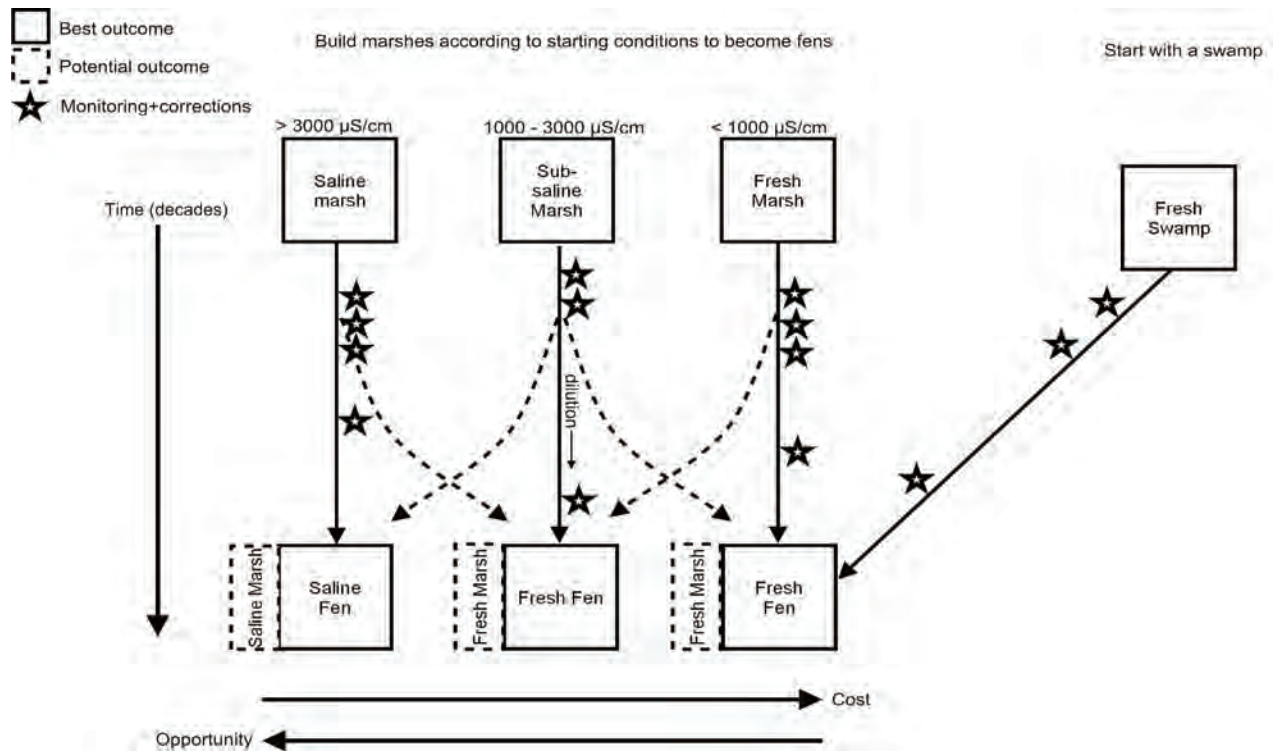 Best outcome
Potential outcome
Monitoring+corrections
Build marshes according to starting conditions to become fens
Start with a swamp
> 3000 µS/cm
1000 - 3000 µS/cm
< 1000 µS/cm
Saline
marsh
Sub-
saline
Marsh
Fresh
Marsh
Fresh
Swamp
Time (decades)
dilution
Saline Marsh
Saline
Fen
Fresh Marsh
Fresh Fen
Fresh Marsh
Fresh
Fen
Cost
Opportunity